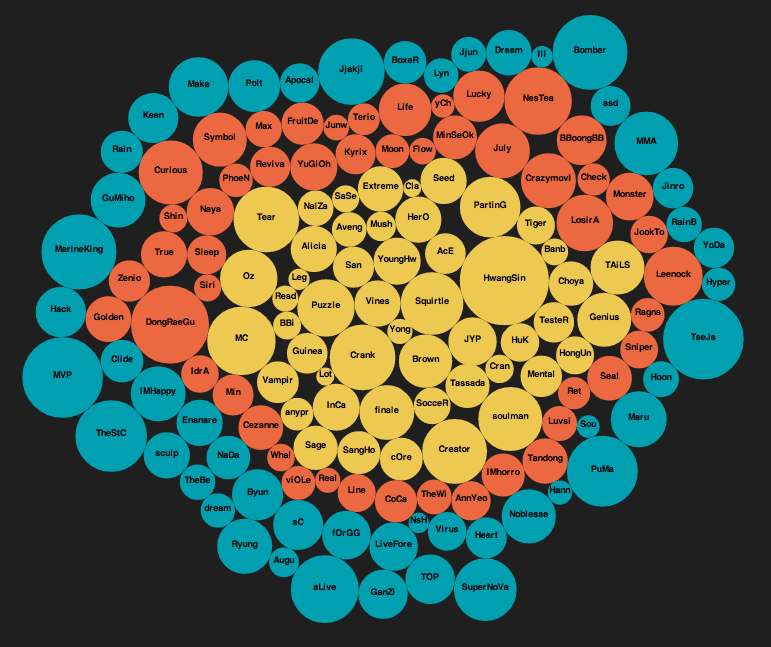 Bomber
Dream
Ill
Jjun
BoxeR
Lyn
Jjakji
Apocal
Polt
Maka
Lucky
NesTea
yCh
Life
asd
Keen
Terio
FruitDe
Junw
Max
Symbol
MinSeOk
BBoongBB
MMA
Rain
July
Flow
Moon
Kyrix
YuGiOh
Reviva
Curious
PhoeN
Crazymovi
Check
Seed
Extreme
Cla
Monster
Jinro
GuMiho
SaSe
NaiZa
PartinG
Naya
Shin
Tear
HerO
Mush
Aveng
Tiger
LosirA
RainB
JookTo
YoDa
MarineKing
True
Sleep
Alicia
AcE
Banb
YoungHw
San
TAiLS
Leenock
Zenio
Siri
Oz
Leg
HwangSin
Choya
Hyper
Read
Hack
Golden
DongRaeGu
Puzzle
Vines
Squirtle
Genius
Ragna
BBi
TesteR
MC
Yong
JYP
HuK
TaeJa
Sniper
Clide
Guinea
Crank
Brown
HongUn
Cran
MVP
IdrA
Lot
Mental
Seal
Hoon
Vampir
Tassada
IMHappy
Min
Ret
InCa
finale
SocceR
anypr
soulman
Ensnare
Cezanne
Luvsi
Sou
Maru
TheStC
Sage
SangHo
Creator
sculp
NaDa
Whal
cOre
Tandong
PuMa
IMhorro
TheBe
viOLe
Real
Line
Byun
CoCa
TheWi
AnnYeo
Hann
dream
NsH
Noblesse
sC
fOrGG
Virus
Heart
Ryung
LiveFore
Augu
TOP
aLive
GanZi
SuperNoVa